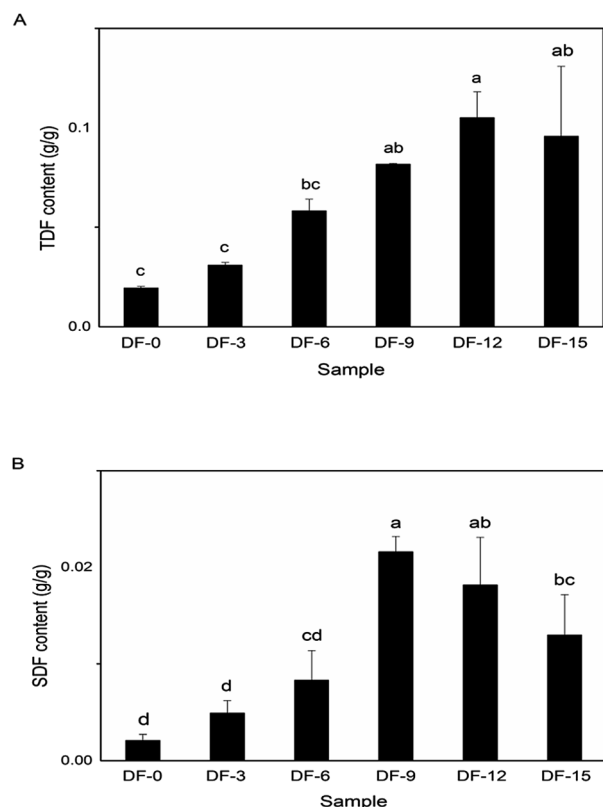 A
TDF content (g/g)
0.1
0.0
c
c
bc
ab
a
ab
DF-0 DF-3 DF-6 DF-9 DF-12 DF-15
Sample
B
SDF content (g/g)
0.02
0.00
d
d
cd
a
ab
bc
DF-0 DF-3 DF-6 DF-9 DF-12 DF-15
Sample